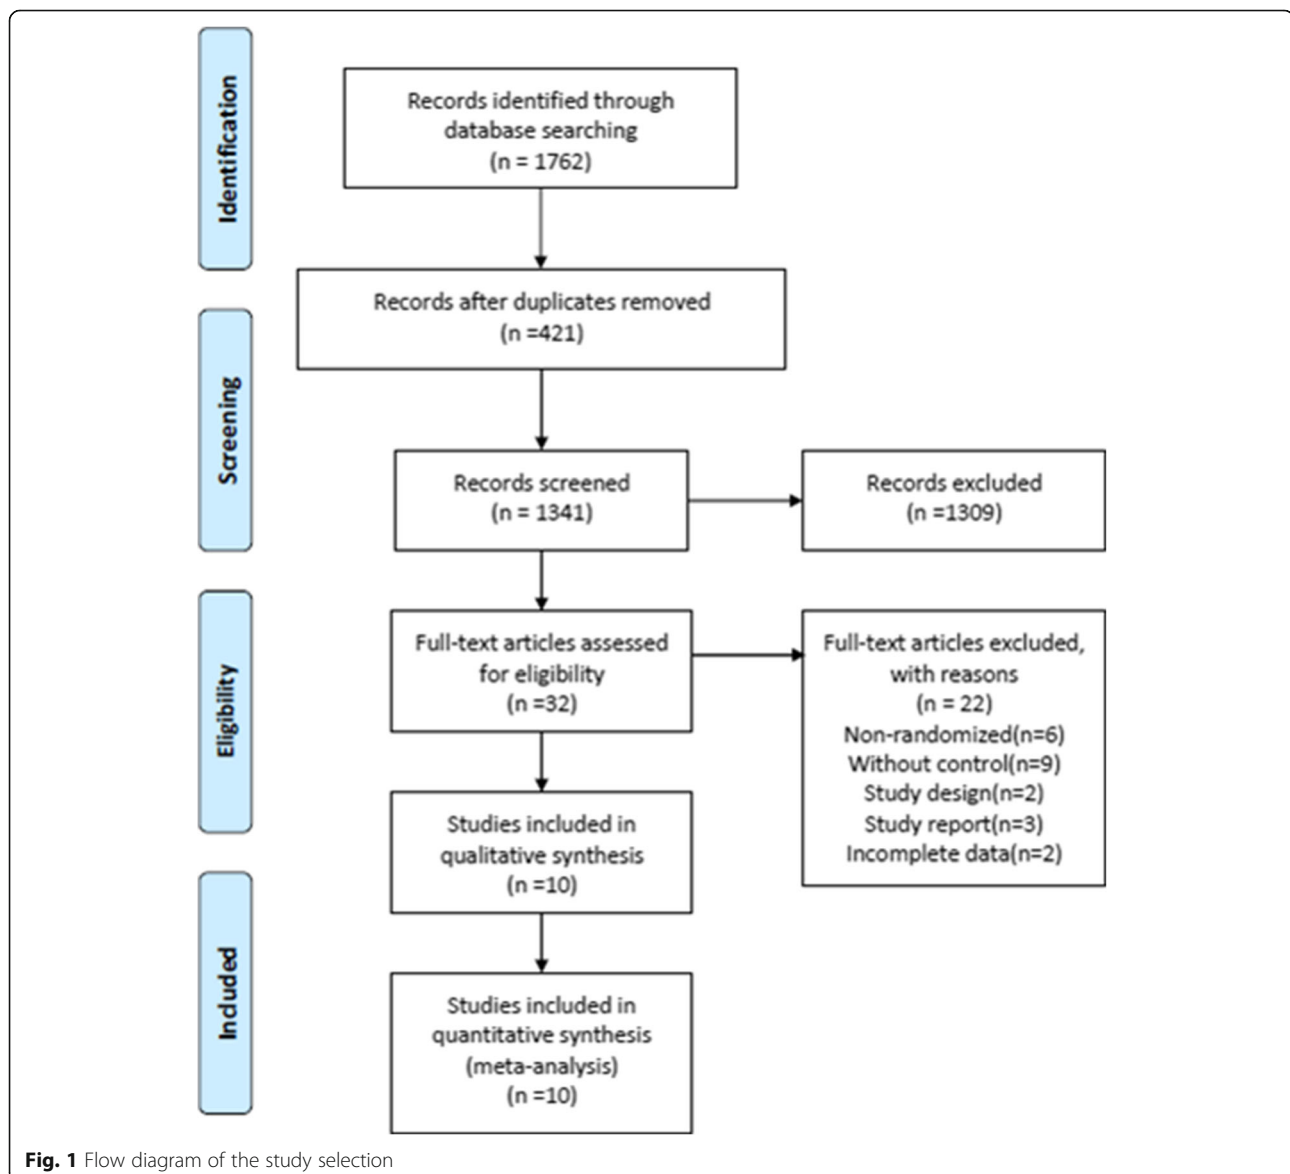 Identification
Records identified through
database searching
(n = 1762)
Records after duplicates removed
(n =421)
Screening
Records screened
(n = 1341)
Records excluded
(n =1309)
Eligibility
Full-text articles assessed
for eligibility
(n =32)
Full-text articles excluded,
with reasons
(n = 22)
Non-randomized(n=6)
Without control(n=9)
Study design(n=2)
Study report(n=3)
Incomplete data(n=2)
Studies included in
qualitative synthesis
(n =10)
Included
Studies included in
quantitative synthesis
(meta-analysis)
(n =10)
Fig. 1 Flow diagram of the study selection